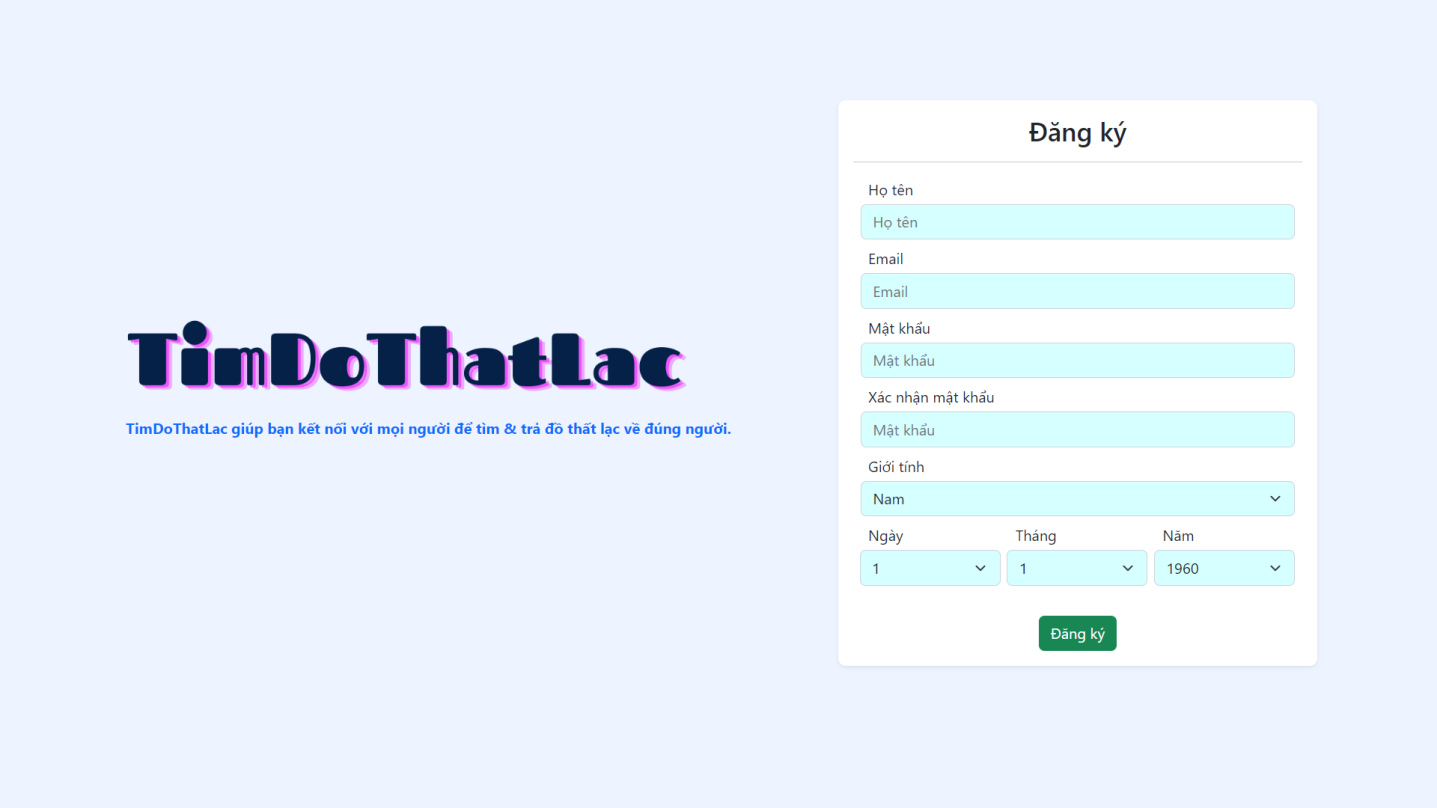 TimDoThatLac
TimDoThatLac giúp bạn kết nối với mọi người để tìm & trả đồ thất lạc về đúng người.
Đăng ký
Họ tên
Họ tên
Email
Email
Mật khẩu
Mật khẩu
Xác nhận mật khẩu
Mật khẩu
Giới tính
Nam
Ngày Tháng Năm
1 1 1960
Đăng ký